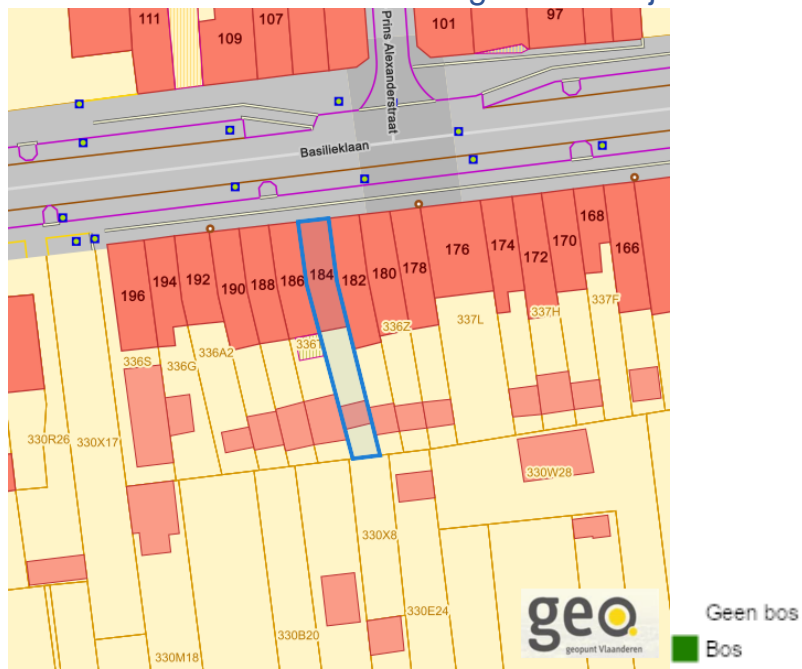 111
107
109
101
97
Prins Alexanderstraat
Basilieklaan
196
194
192
190
188
186
184
182
180
178
176
174
172
170
168
166
336S
336G
336A2
336T
336Z
337L
337H
337F
330R26
330X17
330W28
330X8
330E24
330B20
330M18
geo.
geopunt Vlaanderen
Geen bos
Bos